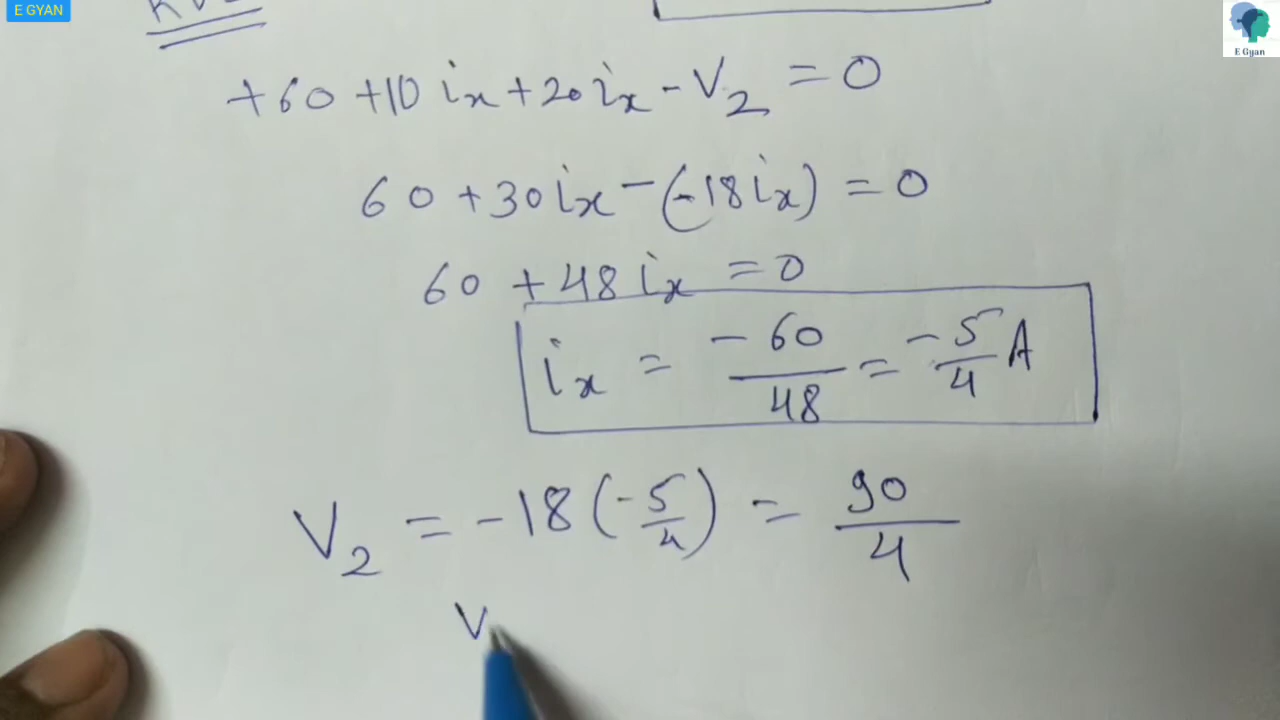 E GYAN
E Gyan
+60 +10 ix + 20 ix - V2 = 0
60 + 30 ix - (-18 ix) = 0
60 + 48 ix = 0
ix = -60/48 = -5/4 A
V2 = -18 (-5/4) = 90/4
V